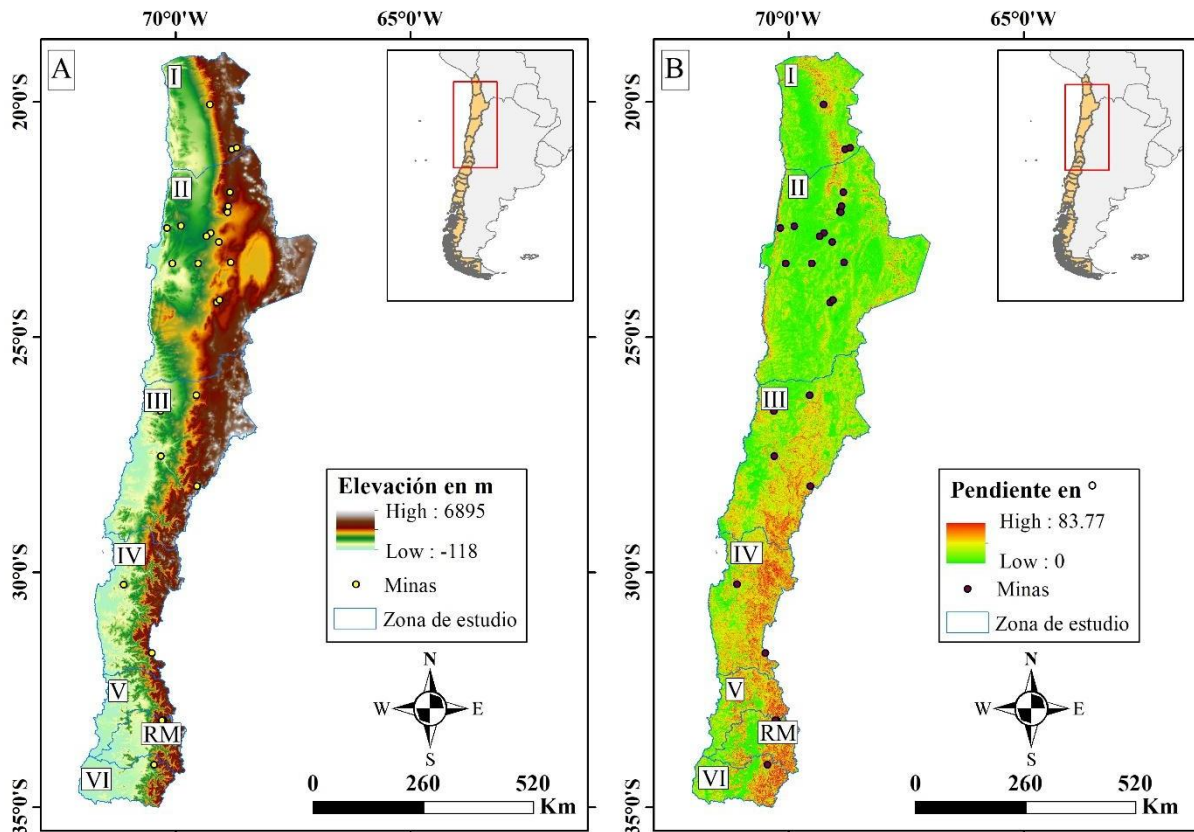 70°0'W
65°0'W
70°0'W
65°0'W
A
I
II
III
IV
V
RM
VI
20°0'S
25°0'S
30°0'S
35°0'S
Elevación en m
High : 6895
Low : -118
Minas
Zona de estudio
N
W
E
S
0
260
520
Km
B
I
II
III
IV
V
RM
VI
20°0'S
25°0'S
30°0'S
35°0'S
Pendiente en °
High : 83.77
Low : 0
Minas
Zona de estudio
N
W
E
S
0
260
520
Km